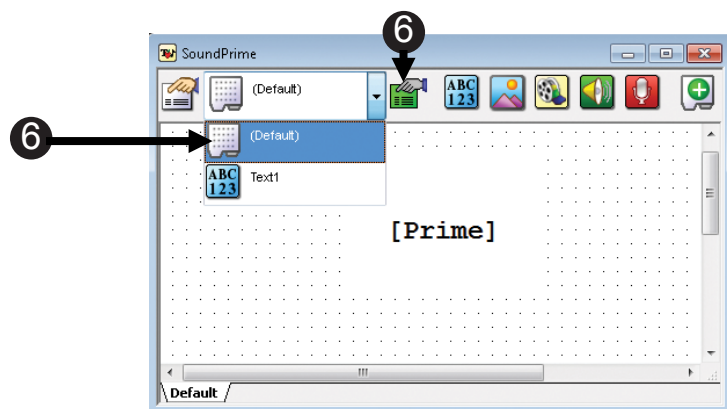 6
SoundPrime
(Default)
ABC
123
6
(Default)
ABC
123
Text1
[Prime]
Default